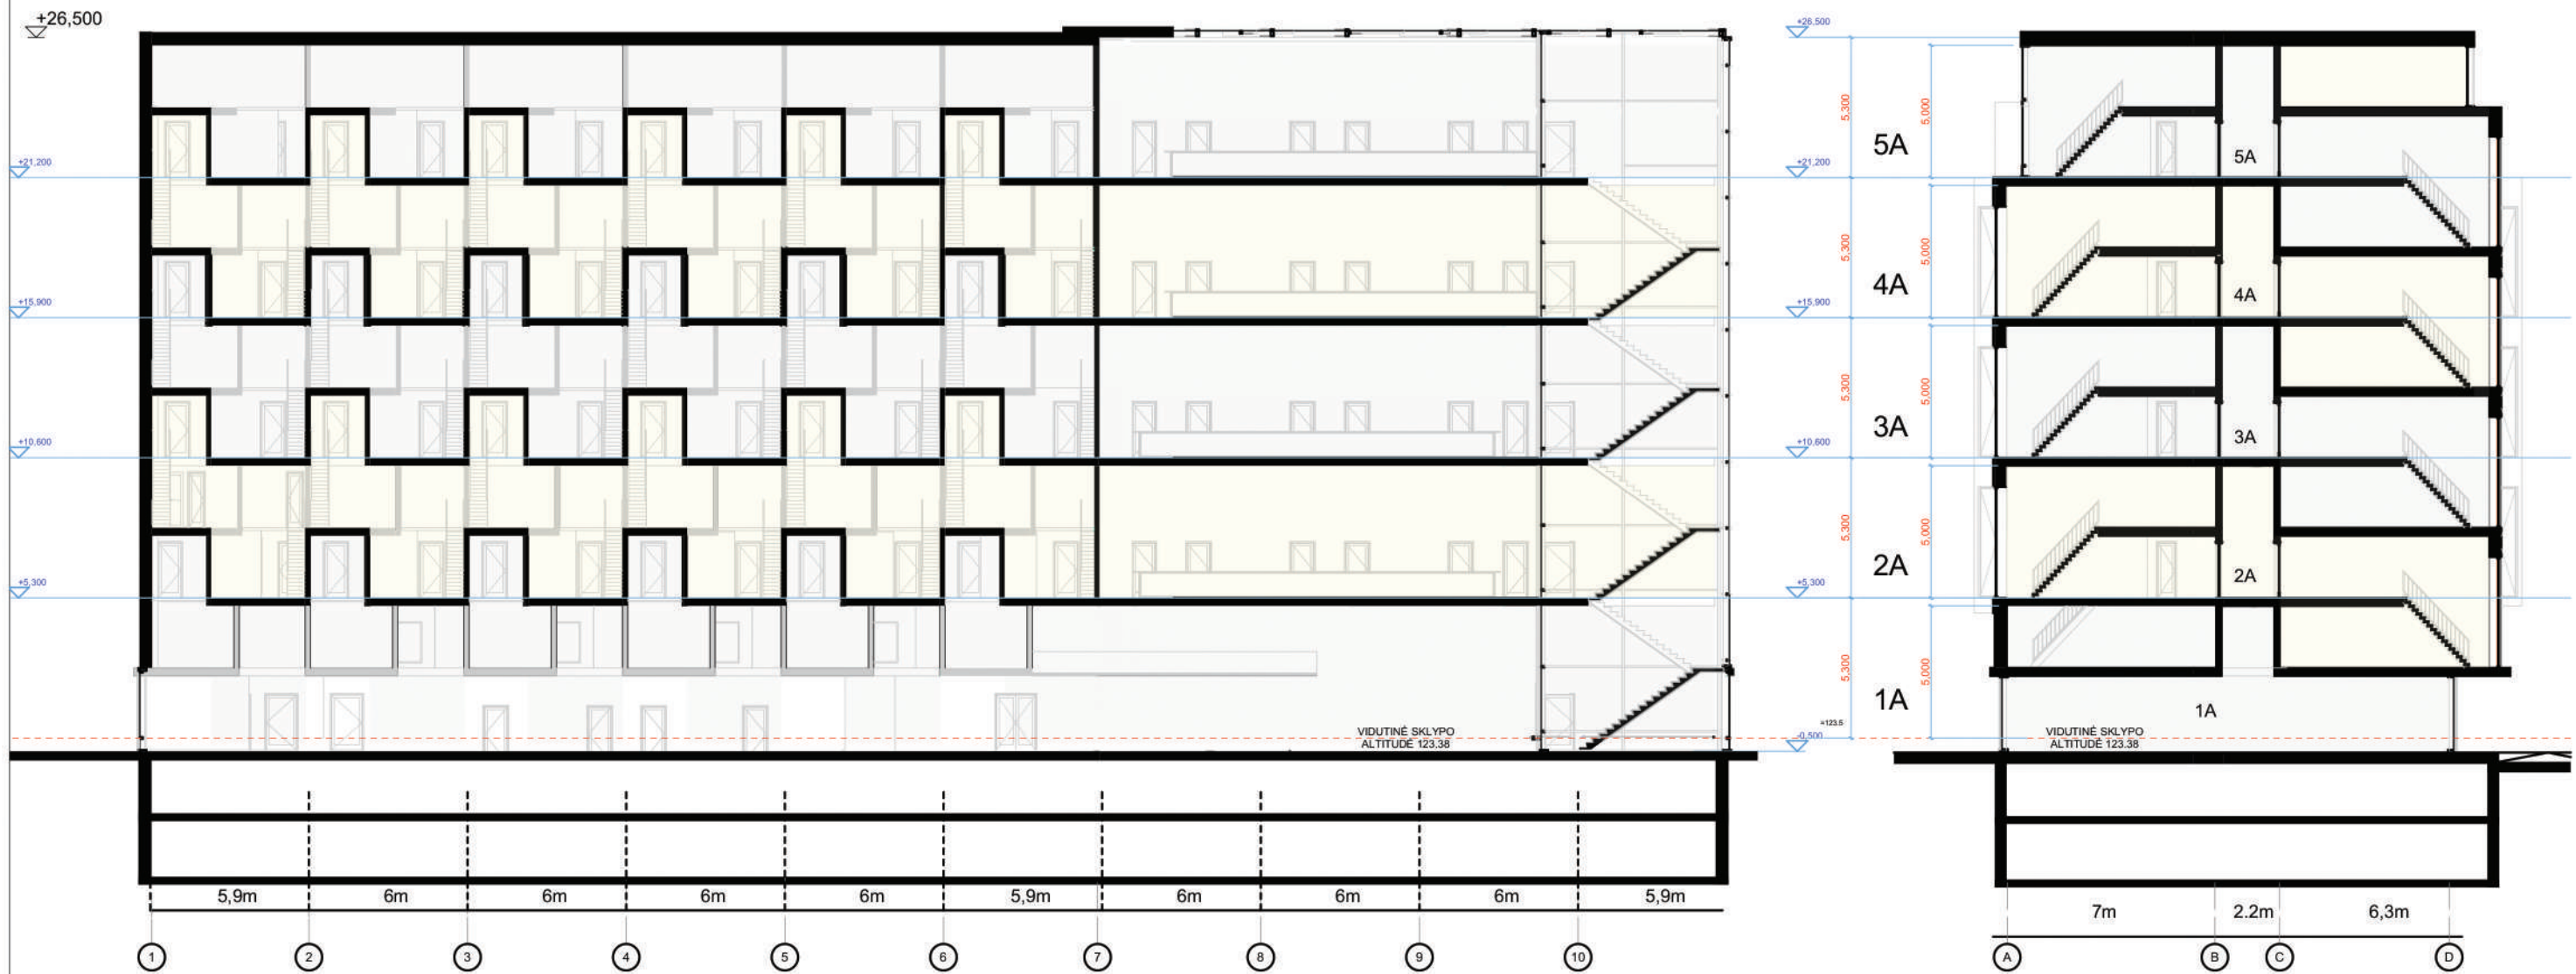 +26,500
+21,200
+15,900
+10,600
+5,300
VIDUTINĖ SKLYPO
ALTITUDĖ 123.38
5,9m
6m
6m
6m
6m
5,9m
6m
6m
6m
5,9m
1
2
3
4
5
6
7
8
9
10
+26,500
+21,200
+15,900
+10,600
+5,300
=123.5
-0,500
5,300
5,300
5,300
5,300
5,300
5,000
5,000
5,000
5,000
5,000
5A
4A
3A
2A
1A
5A
4A
3A
2A
1A
VIDUTINĖ SKLYPO
ALTITUDĖ 123.38
7m
2.2m
6,3m
A
B
C
D